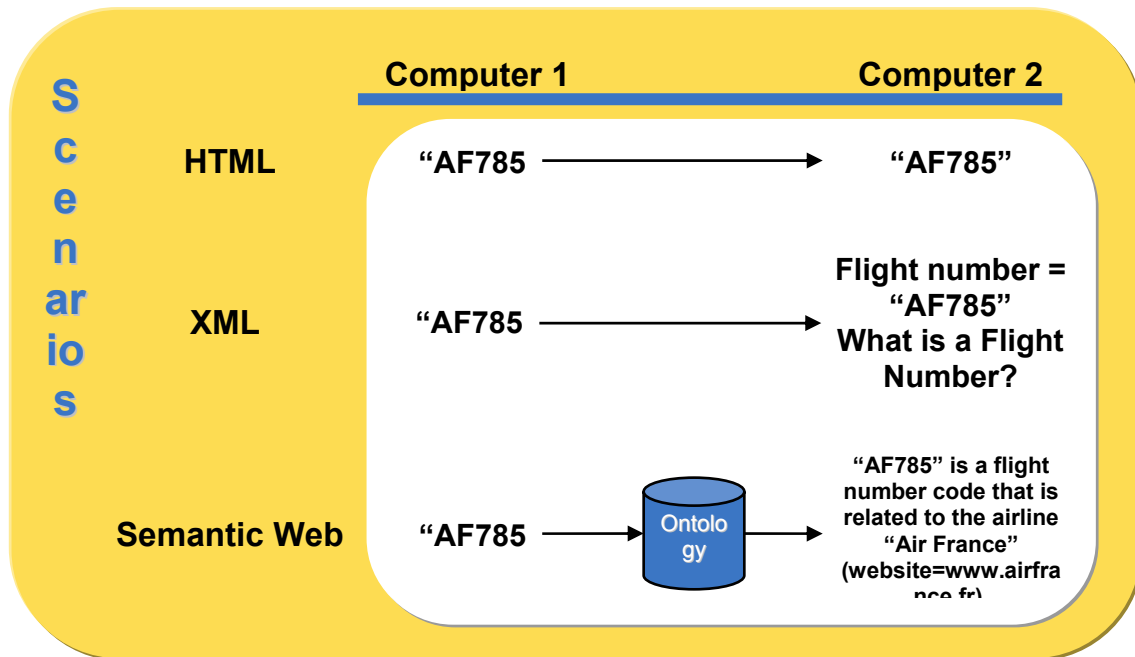 S
c
e
n
ar
io
s
Computer 1 Computer 2
HTML “AF785 “AF785”
XML “AF785
Flight number =
“AF785”
What is a Flight
Number?
Semantic Web “AF785
Ontolo
gy
“AF785” is a flight
number code that is
related to the airline
“Air France”
(website=www.airfra
nce.fr)